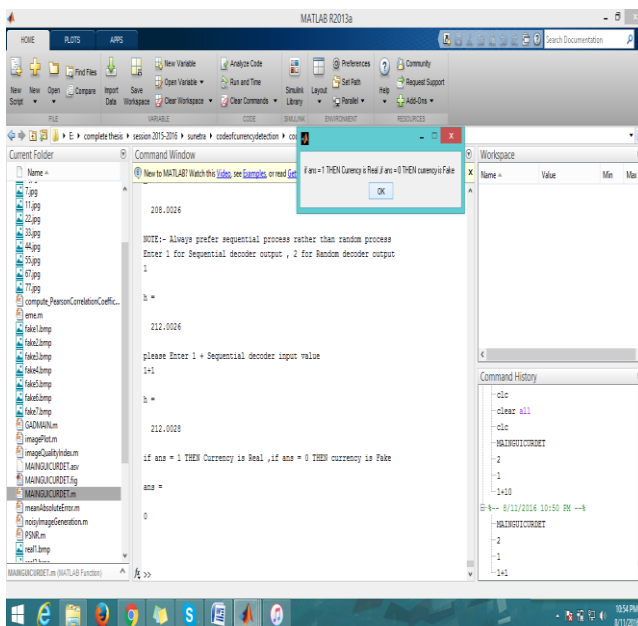 MATLAB R2013a
HOME PLOTS APPS
Search Documentation
New Script
New
Open
Find Files
Compare
Import Data
Save Workspace
New Variable
Open Variable
Clear Workspace
Analyze Code
Run and Time
Clear Commands
Simulink Library
Layout
Preferences
Set Path
Parallel
Help
Community
Request Support
Add-Ons
FILE VARIABLE CODE SIMULINK ENVIRONMENT RESOURCES
E: ▸ complete thesis ▸ session 2015-2016 ▸ sunetra ▸ codesofcurrencydetection ▸
Current Folder
Name
7.jpg
11.jpg
22.jpg
33.jpg
44.jpg
55.jpg
67.jpg
77.jpg
compute_PearsonCorrelationCoeffic...
eme.m
fake1.bmp
fake2.bmp
fake3.bmp
fake4.bmp
fake5.bmp
fake6.bmp
fake7.bmp
GADMAIN.m
imagePlot.m
imageQualityIndex.m
MAINGUICURDET.asv
MAINGUICURDET.fig
MAINGUICURDET.m
meanAbsoluteError.m
noisyImageGeneration.m
PSNR.m
real1.bmp
MAINGUICURDET.m (MATLAB Function)
Command Window
New to MATLAB? Watch this Video, see Examples, or read
208.0026
NOTE:- Always prefer sequential process rather than random process
Enter 1 for Sequential decoder output , 2 for Random decoder output
1
h =
212.0026
please Enter 1 + Sequential decoder input value
1+1
h =
212.0028
if ans = 1 THEN Currency is Real ,if ans = 0 THEN currency is Fake
ans =
0
fx >>
if ans = 1 THEN Currency is Real ,if ans = 0 THEN currency is Fake
OK
Workspace
Name Value Min Max
Command History
clc
clear all
clc
MAINGUICURDET
2
1
1+10
%-- 8/11/2016 10:50 PM --%
MAINGUICURDET
2
1
1+1
10:54 PM
8/11/2016